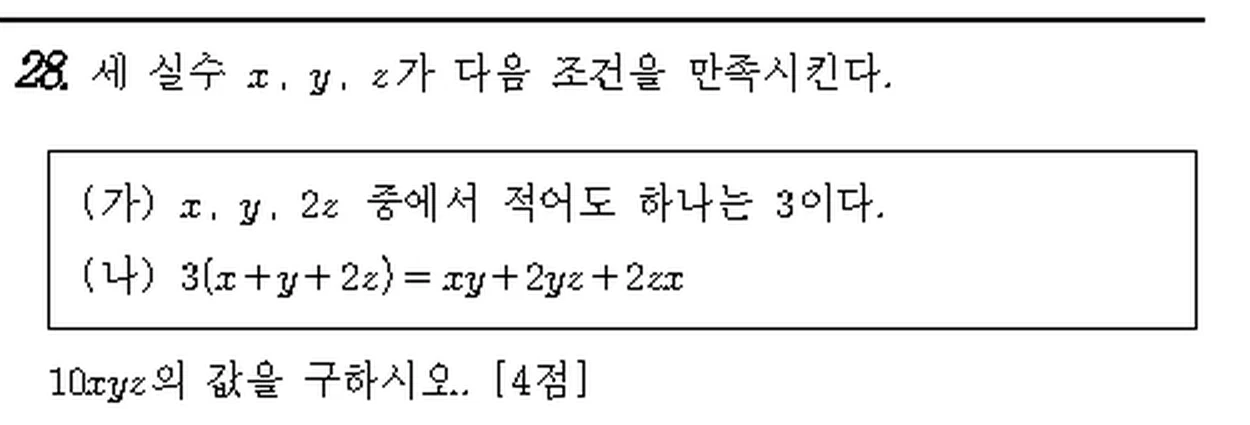 28. 세 실수 x, y, z가 다음 조건을 만족시킨다.
(가) x, y, 2z 중에서 적어도 하나는 3이다.
(나) 3(x+y+2z)=xy+2yz+2zx
10xyz의 값을 구하시오.. [4점]